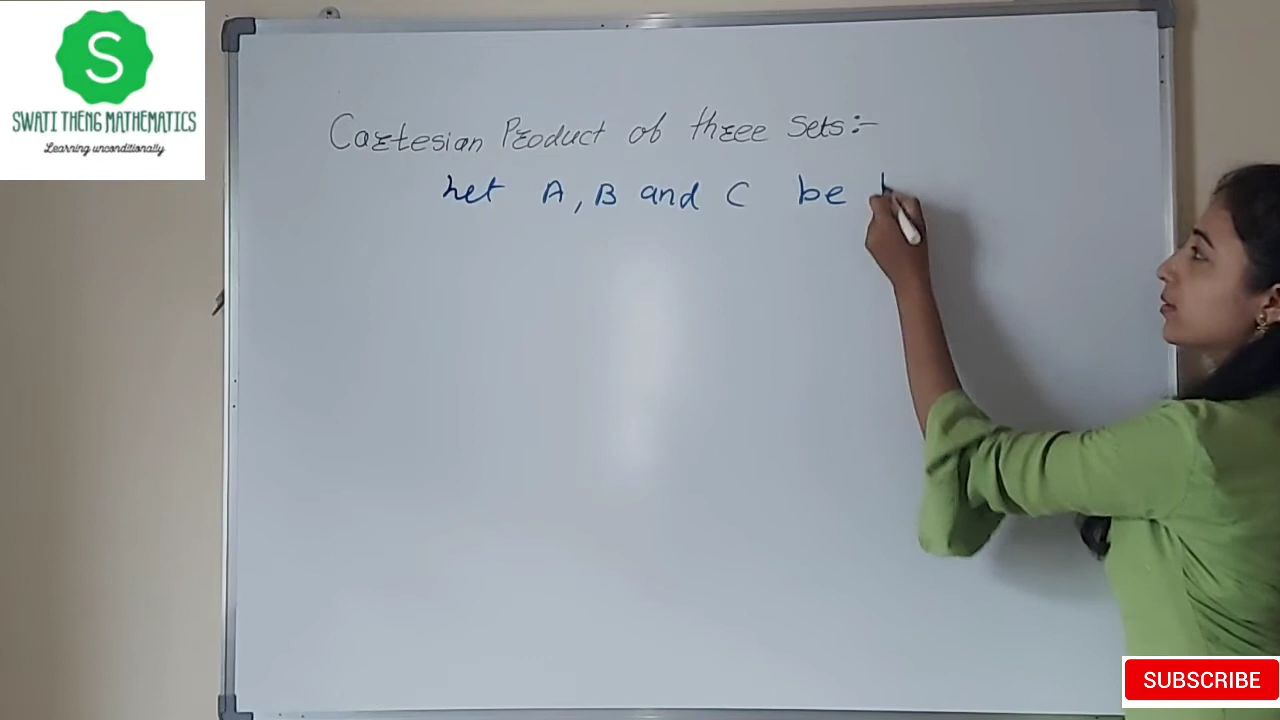 S
SWATI THENG MATHEMATICS
Learning unconditionally
Cartesian Product of three Sets:-
Let A, B and C be
SUBSCRIBE